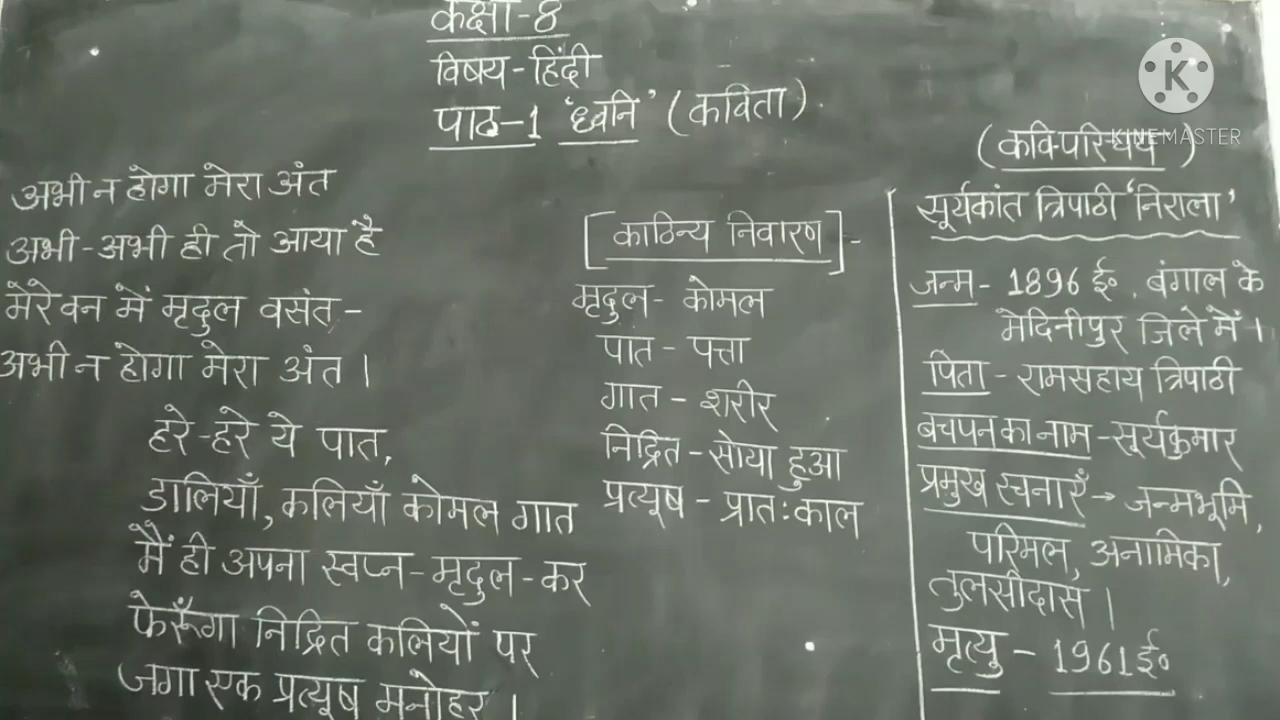 कक्षा-8
विषय-हिंदी
पाठ-1 'ध्वनि' (कविता)
अभी न होगा मेरा अंत
अभी-अभी ही तो आया है
मेरे वन में मृदुल वसंत-
अभी न होगा मेरा अंत।
हरे-हरे ये पात,
डालियाँ, कलियाँ कोमल गात
मैं ही अपना स्वप्न-मृदुल-कर
फेरूँगा निद्रित कलियों पर
जगा एक प्रत्यूष मनोहर।
[काठिन्य निवारण]-
मृदुल- कोमल
पात - पत्ता
गात - शरीर
निद्रित-सोया हुआ
प्रत्यूष - प्रातःकाल
K
KINEMASTER
(कवि-परिचय)
सूर्यकांत त्रिपाठी 'निराला'
जन्म - 1896 ई०. बंगाल के
मेदिनीपुर जिले में।
पिता - रामसहाय त्रिपाठी
बचपन का नाम-सूर्यकुमार
प्रमुख रचनाएँ→ जन्मभूमि,
परिमल, अनामिका,
तुलसीदास।
मृत्यु - 1961ई०